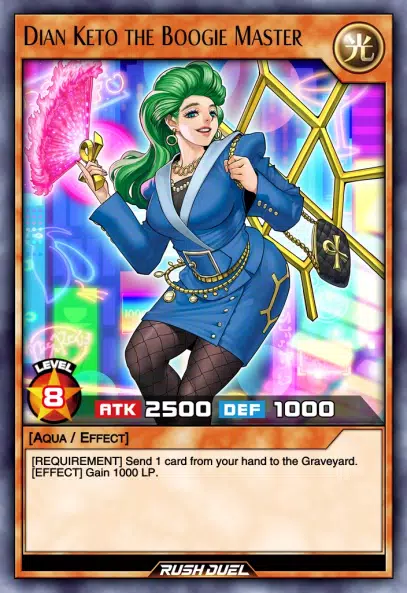 Dian Keto the Boogie Master
光
LEVEL
8
ATK 2500 DEF 1000
[Aqua / Effect]
[REQUIREMENT] Send 1 card from your hand to the Graveyard.
[EFFECT] Gain 1000 LP.
RUSH DUEL